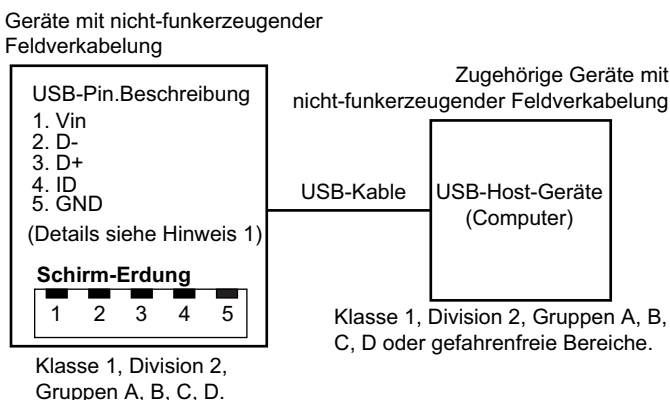 Geräte mit nicht-funkerzeugender
Feldverkabelung
USB-Pin.Beschreibung
1. Vin
2. D-
3. D+
4. ID
5. GND
(Details siehe Hinweis 1)
Schirm-Erdung
1 2 3 4 5
Klasse 1, Division 2,
Gruppen A, B, C, D.
USB-Kable
Zugehörige Geräte mit
nicht-funkerzeugender Feldverkabelung
USB-Host-Geräte
(Computer)
Klasse 1, Division 2, Gruppen A, B,
C, D oder gefahrenfreie Bereiche.